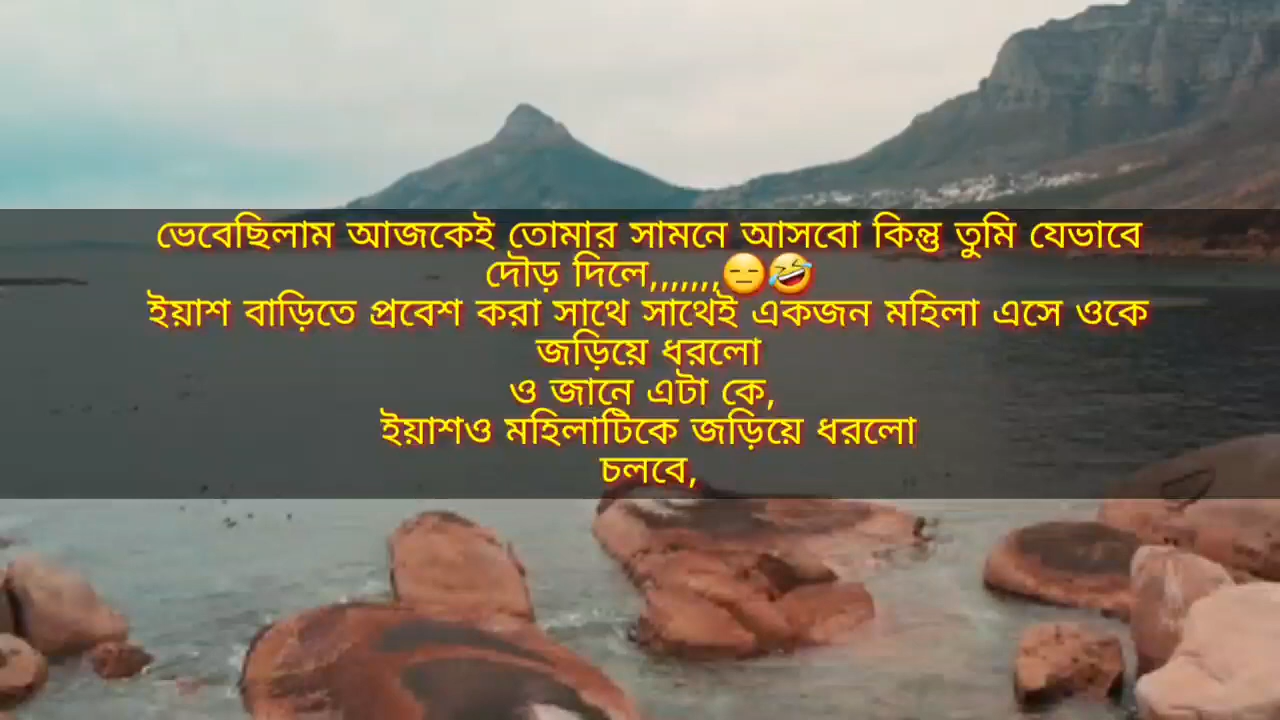 ভেবেছিলাম আজকেই তোমার সামনে আসবো কিন্তু তুমি যেভাবে
দৌড় দিলে,,,,,,,😑🤣
ইয়াশ বাড়িতে প্রবেশ করা সাথে সাথেই একজন মহিলা এসে ওকে
জড়িয়ে ধরলো
ও জানে এটা কে,
ইয়াশও মহিলাটিকে জড়িয়ে ধরলো
চলবে,